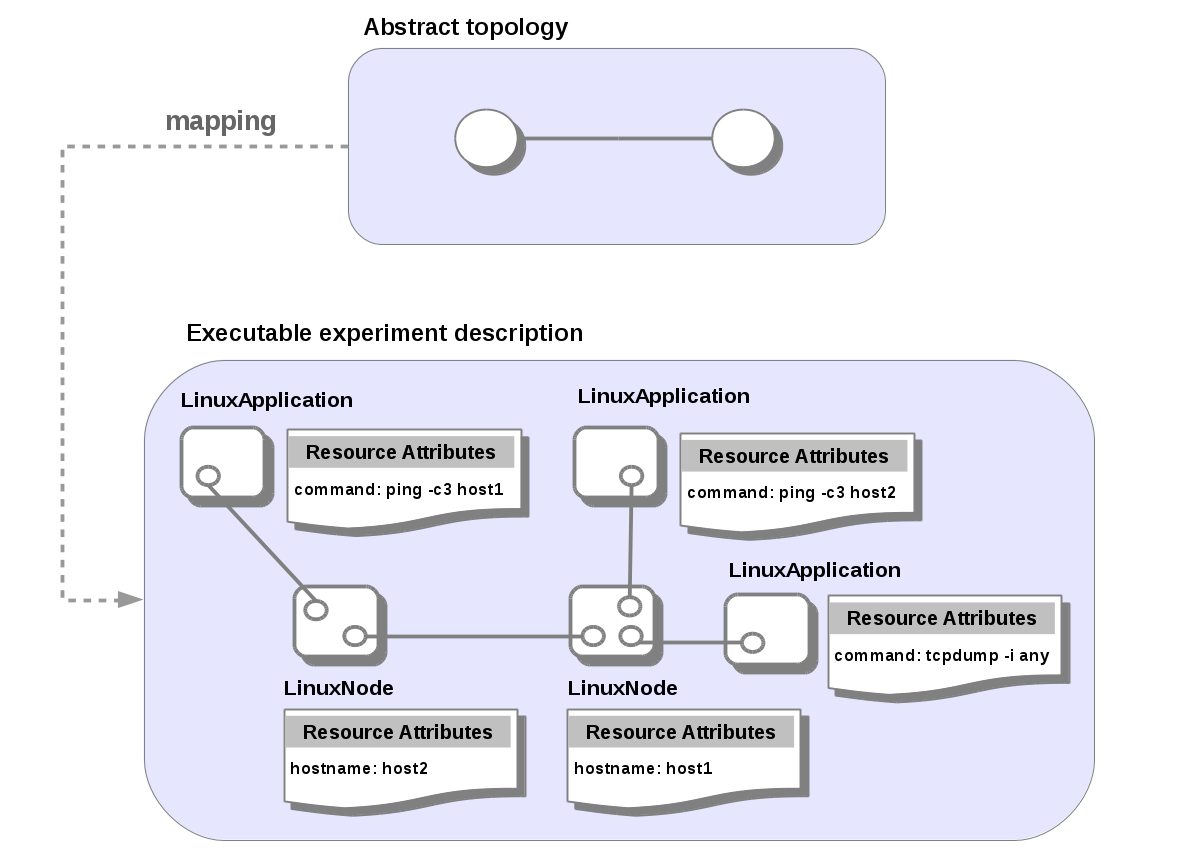 Abstract topology
mapping
Executable experiment description
LinuxApplication
Resource Attributes
command: ping -c3 host1
LinuxApplication
Resource Attributes
command: ping -c3 host2
LinuxApplication
Resource Attributes
command: tcpdump -i any
LinuxNode
Resource Attributes
hostname: host2
LinuxNode
Resource Attributes
hostname: host1